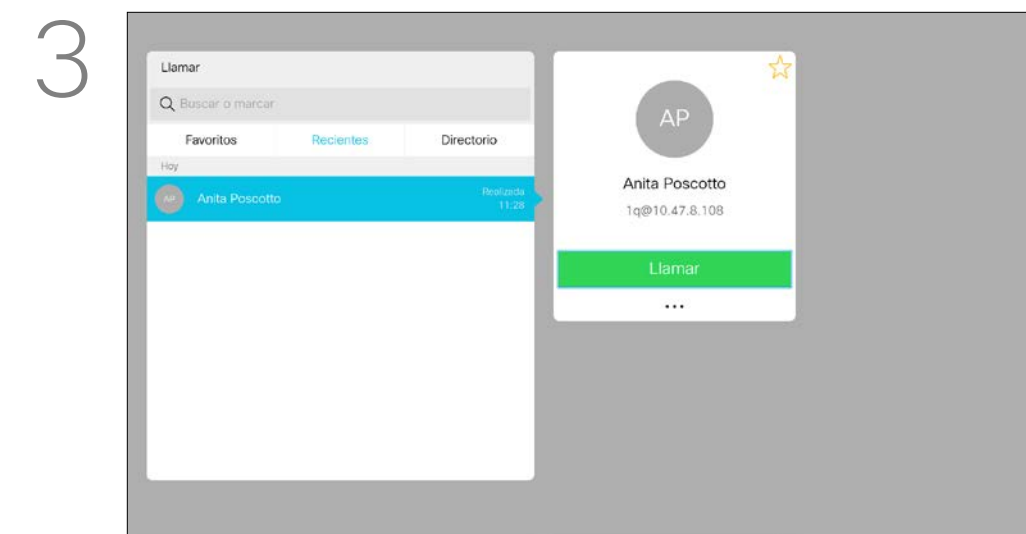 3
Llamar
Buscar o marcar
Favoritos Recientes Directorio
Hoy
AP Anita Poscotto Realizada
11:28
AP
Anita Poscotto
1q@10.47.8.108
Llamar
...